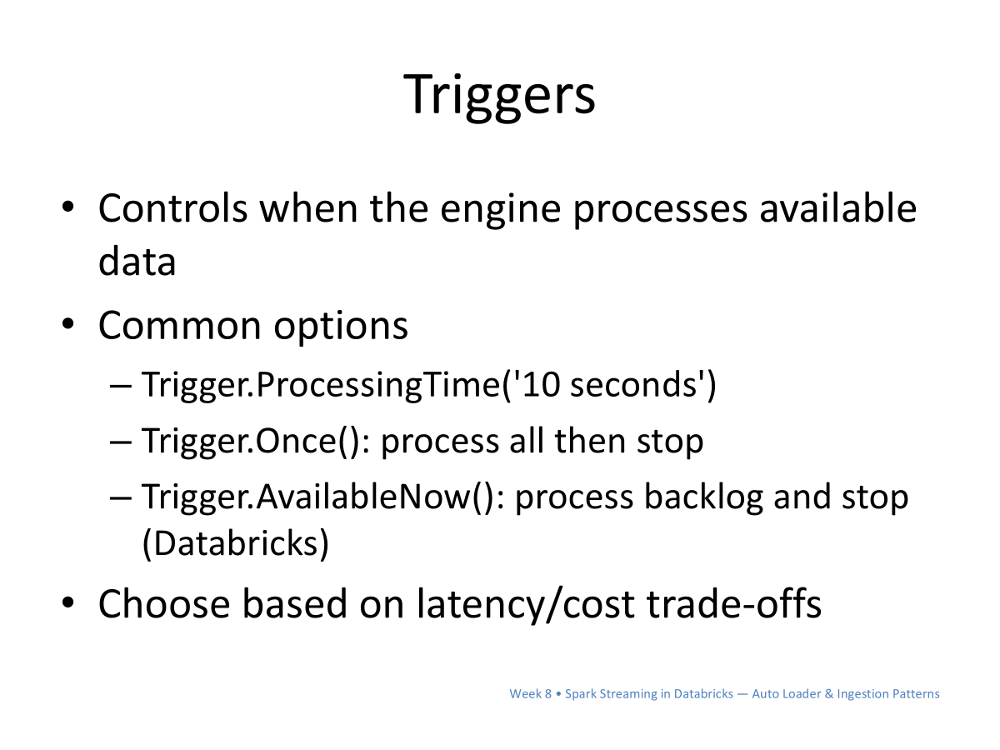 Triggers
• Controls when the engine processes available
data
• Common options
– Trigger.ProcessingTime('10 seconds')
– Trigger.Once(): process all then stop
– Trigger.AvailableNow(): process backlog and stop
(Databricks)
• Choose based on latency/cost trade-offs
Week 8 • Spark Streaming in Databricks — Auto Loader & Ingestion Patterns